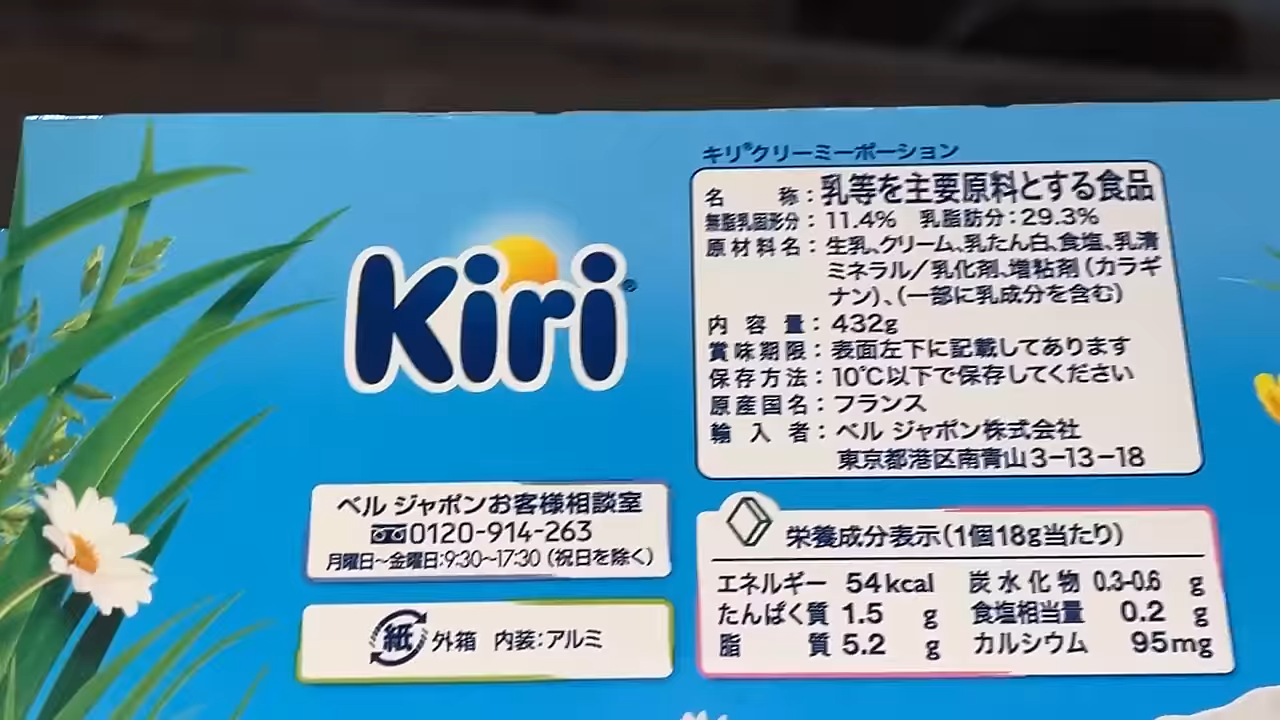 Kiri®
キリ®クリーミーポーション
名称：乳等を主要原料とする食品
無脂乳固形分：11.4% 乳脂肪分：29.3%
原材料名：生乳、クリーム、乳たん白、食塩、乳清
ミネラル／乳化剤、増粘剤（カラギ
ナン）、（一部に乳成分を含む）
内容量：432g
賞味期限：表面左下に記載してあります
保存方法：10℃以下で保存してください
原産国名：フランス
輸入者：ベル ジャポン株式会社
東京都港区南青山3-13-18
ベル ジャポンお客様相談室
0120-914-263
月曜日〜金曜日:9:30〜17:30（祝日を除く）
紙 外箱 内装：アルミ
栄養成分表示（1個18g当たり）
エネルギー 54kcal 炭水化物 0.3-0.6 g
たんぱく質 1.5 g 食塩相当量 0.2 g
脂質 5.2 g カルシウム 95mg